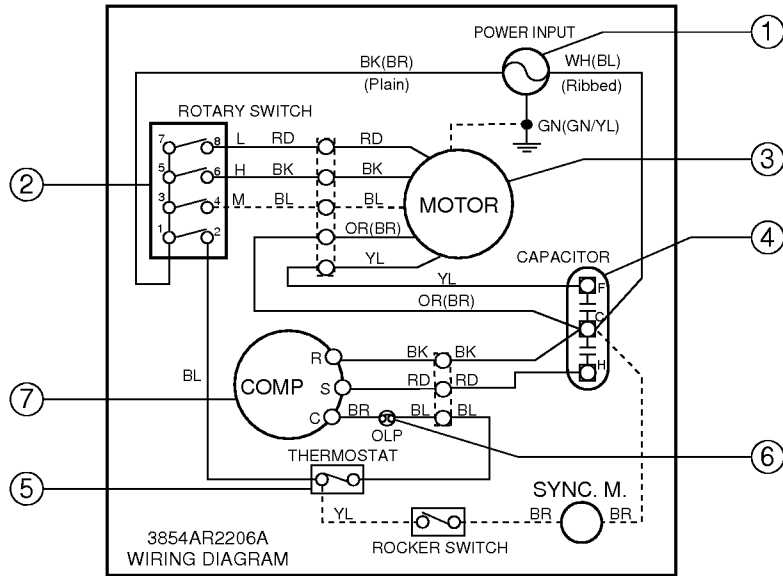 POWER INPUT
1
BK(BR)
WH(BL)
(Plain)
(Ribbed)
ROTARY SWITCH
GN(GN/YL)
7
8
L
RD
RD
5
6
H
BK
BK
3
4
M
BL
BL
1
2
OR(BR)
YL
MOTOR
2
3
4
CAPACITOR
YL
F
OR(BR)
C
H
R
BK
BK
COMP
S
RD
RD
C
BR
BL
BL
OLP
BL
7
6
THERMOSTAT
5
SYNC. M.
YL
BR
BR
ROCKER SWITCH
3854AR2206A
WIRING DIAGRAM